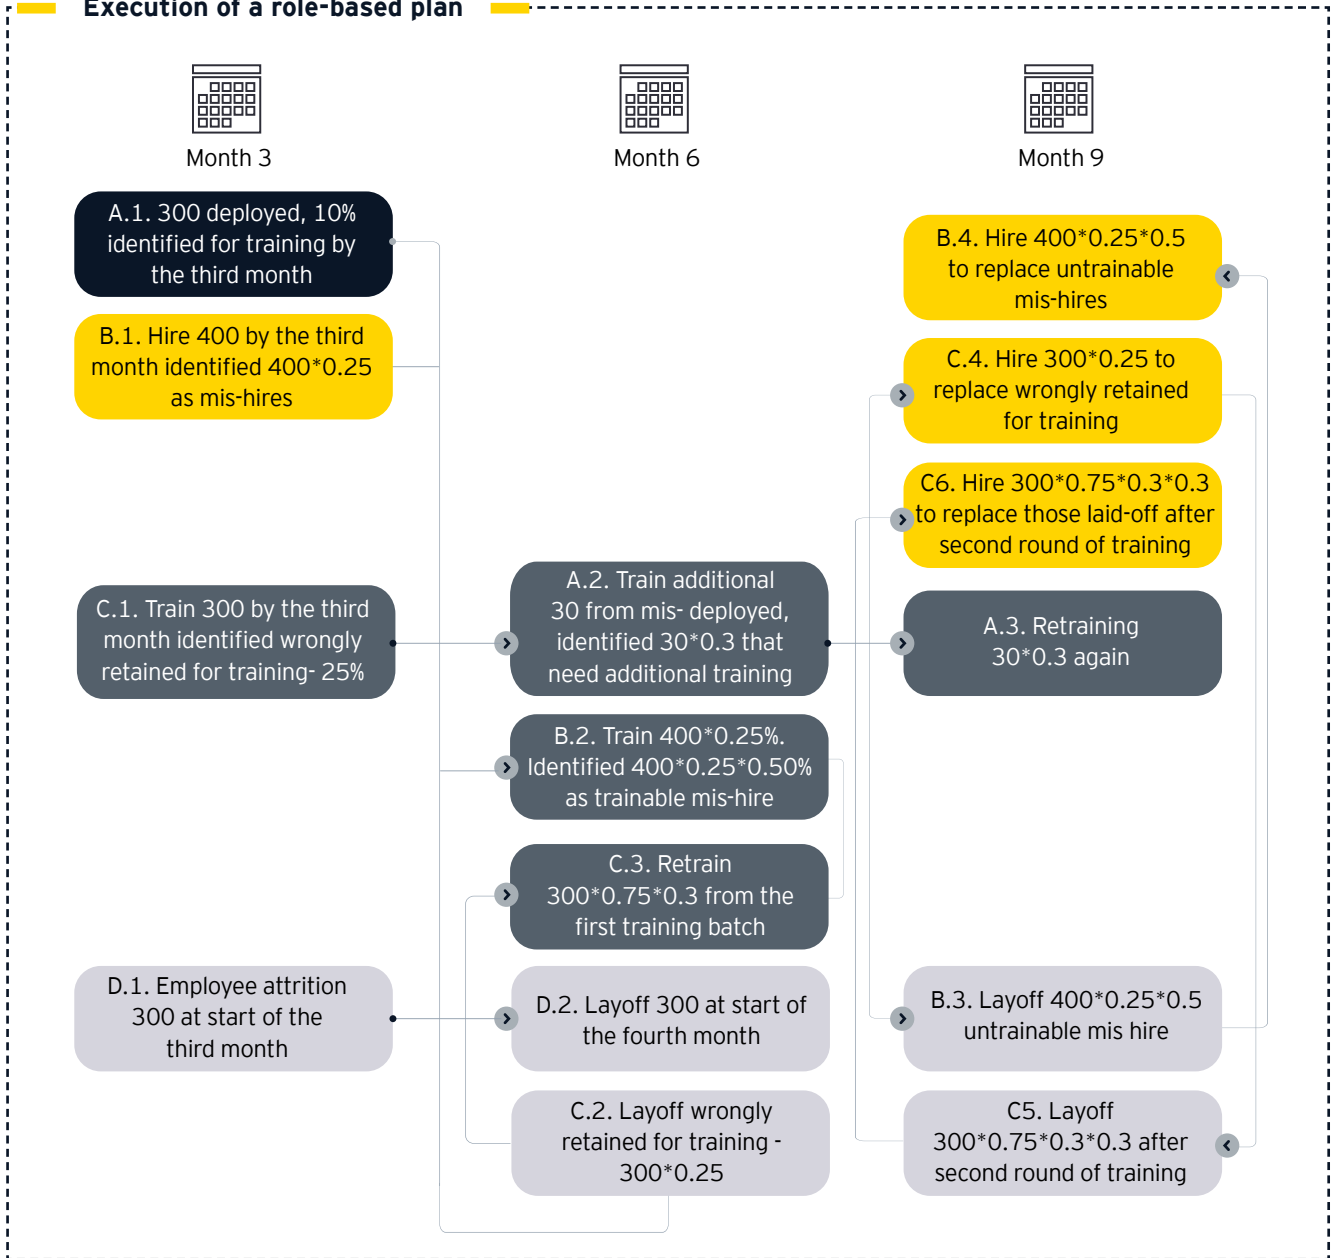 Execution of a role-based plan
Month 3
Month 6
Month 9
A.1. 300 deployed, 10%
identified for training by
the third month
B.1. Hire 400 by the third
month identified 400*0.25
as mis-hires
C.1. Train 300 by the third
month identified wrongly
retained for training- 25%
D.1. Employee attrition
300 at start of the
third month
A.2. Train additional
30 from mis- deployed,
identified 30*0.3 that
need additional training
B.2. Train 400*0.25%.
Identified 400*0.25*0.50%
as trainable mis-hire
C.3. Retrain
300*0.75*0.3 from the
first training batch
D.2. Layoff 300 at start of
the fourth month
C.2. Layoff wrongly
retained for training -
300*0.25
B.4. Hire 400*0.25*0.5
to replace untrainable
mis-hires
C.4. Hire 300*0.25 to
replace wrongly retained
for training
C6. Hire 300*0.75*0.3*0.3
to replace those laid-off after
second round of training
A.3. Retraining
30*0.3 again
B.3. Layoff 400*0.25*0.5
untrainable mis hire
C5. Layoff
300*0.75*0.3*0.3 after
second round of training